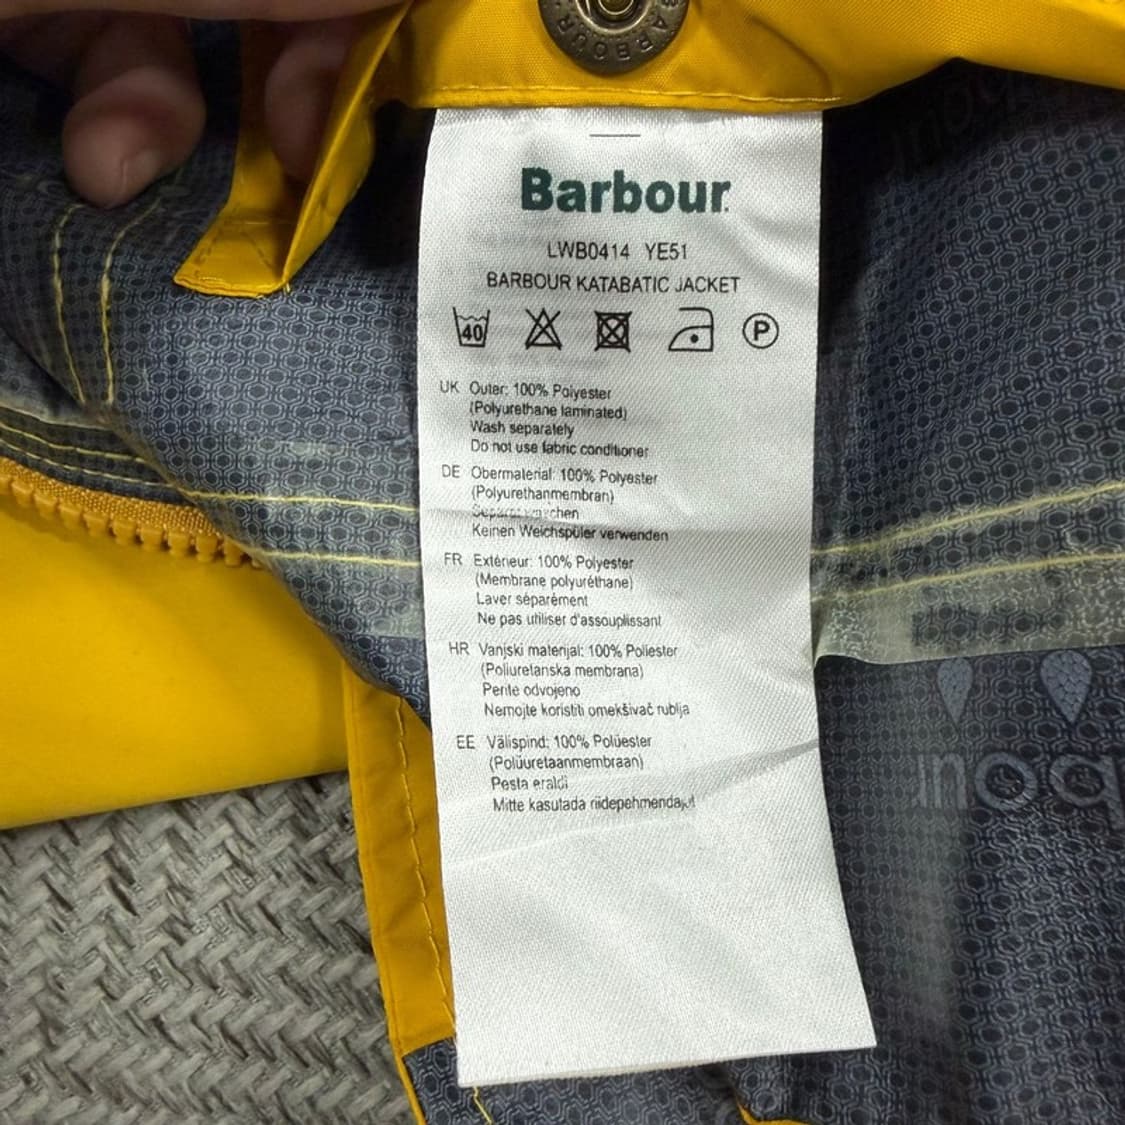 BARBOUR
Barbour
LWB0414 YE51
BARBOUR KATABATIC JACKET
40 P
UK Outer: 100% Polyester
(Polyurethane laminated)
Wash separately
Do not use fabric conditioner
DE Obermaterial: 100% Polyester
(Polyurethanmembran)
Separat waschen
Keinen Weichspüler verwenden
FR Extérieur: 100% Polyester
(Membrane polyuréthane)
Laver séparément
Ne pas utiliser d'assouplissant
HR Vanjski materijal: 100% Poliester
(Poliuretanska membrana)
Perite odvojeno
Nemojte koristiti omekšivač rublja
EE Välispind: 100% Polüester
(Polüuretaanmembraan)
Pesta eraldi
Mitte kasutada riidepehmendajat